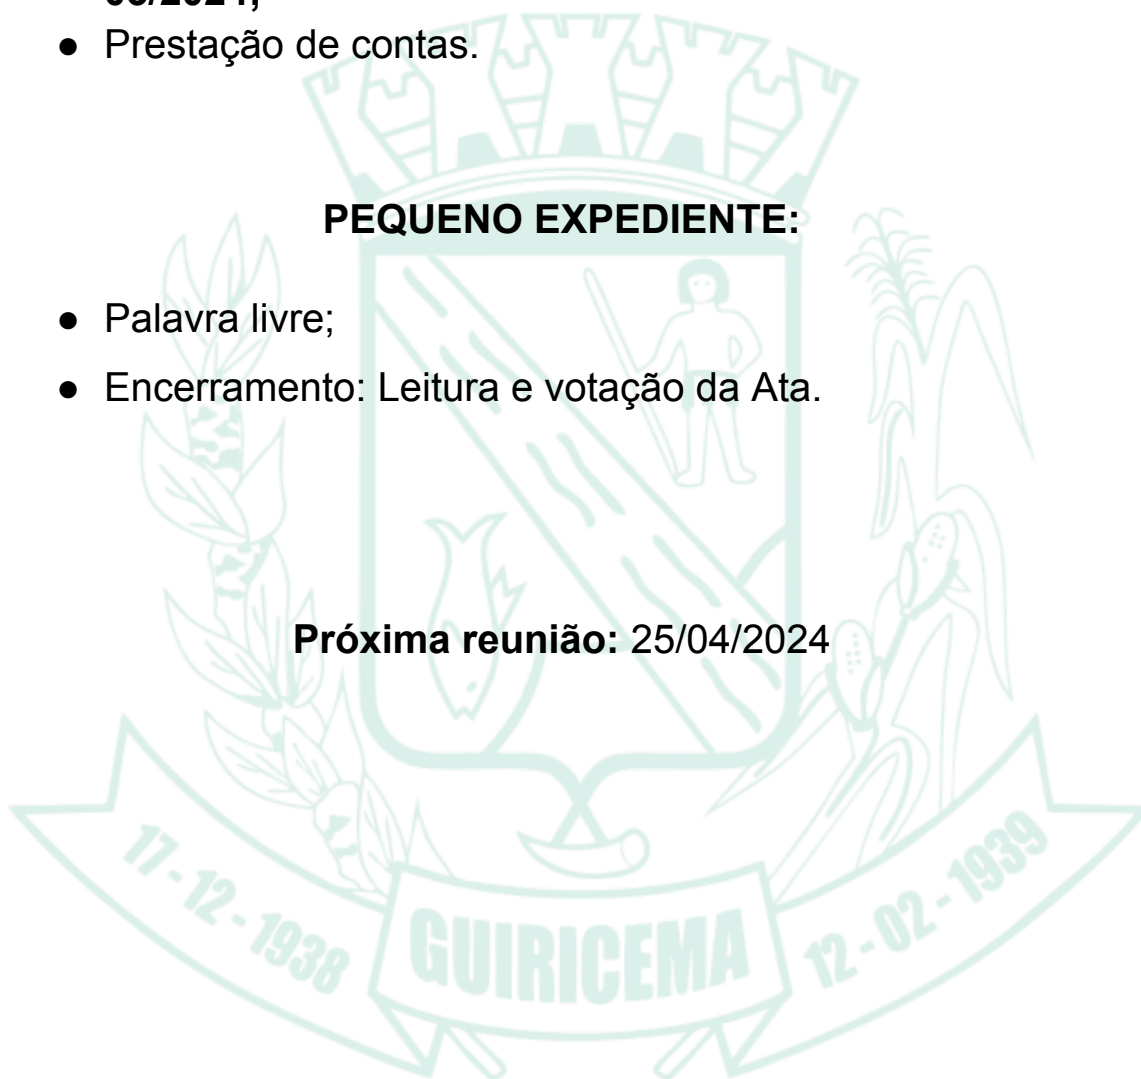 ● Prestação de contas.
PEQUENO EXPEDIENTE:
● Palavra livre;
● Encerramento: Leitura e votação da Ata.
Próxima reunião: 25/04/2024
17-12-1938
GUIRICEMA
12-02-1939